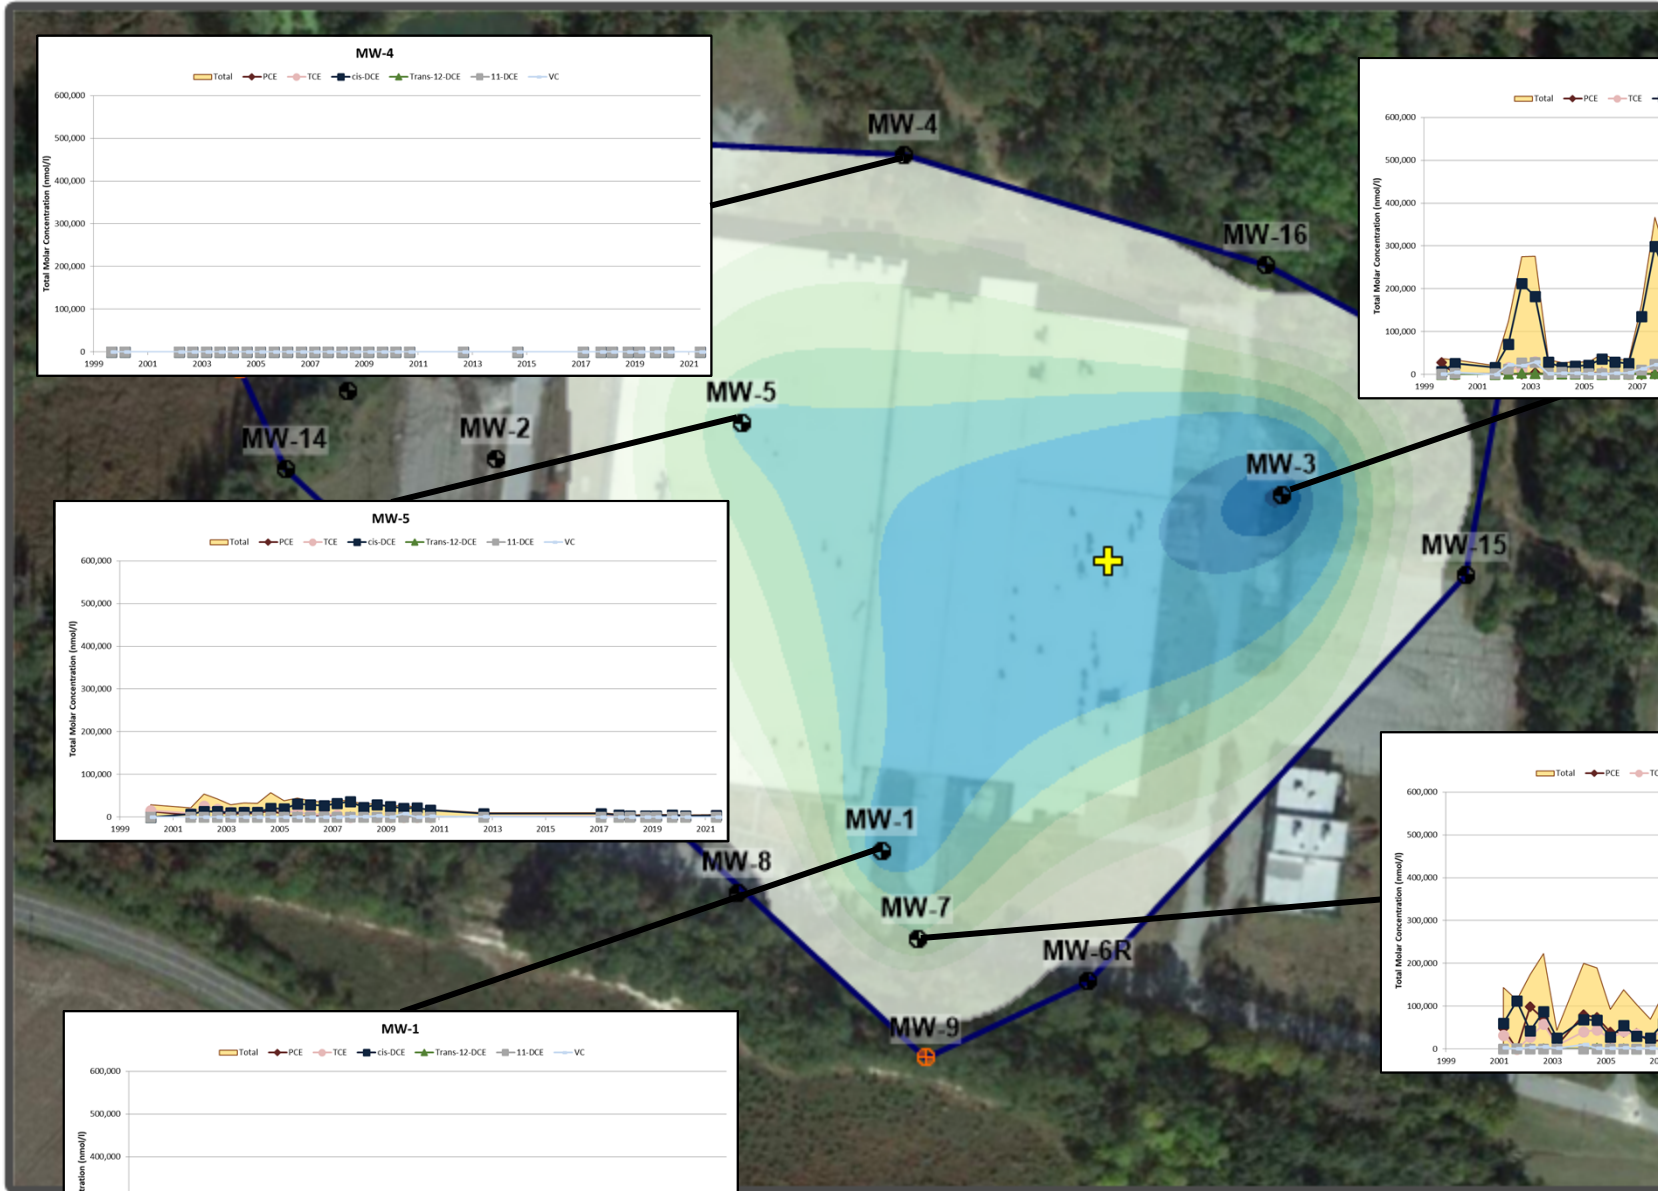 MW-4
Total PCE TCE cis-DCE Trans-12-DCE 11-DCE VC
Total Molar Concentration (nmol/l)
600,000
500,000
400,000
300,000
200,000
100,000
0
1999 2001 2003 2005 2007 2009 2011 2013 2015 2017 2019 2021
Total PCE TCE
Total Molar Concentration (nmol/l)
600,000
500,000
400,000
300,000
200,000
100,000
0
1999 2001 2003 2005 2007
MW-4
MW-16
MW-5
MW-2
MW-14
MW-3
MW-15
MW-5
Total PCE TCE cis-DCE Trans-12-DCE 11-DCE VC
Total Molar Concentration (nmol/l)
600,000
500,000
400,000
300,000
200,000
100,000
0
1999 2001 2003 2005 2007 2009 2011 2013 2015 2017 2019 2021
MW-1
MW-8
MW-7
MW-6R
MW-9
Total PCE TC
Total Molar Concentration (nmol/l)
600,000
500,000
400,000
300,000
200,000
100,000
0
1999 2001 2003 2005 20
MW-1
Total PCE TCE cis-DCE Trans-12-DCE 11-DCE VC
tration (nmol/l)
600,000
500,000
400,000